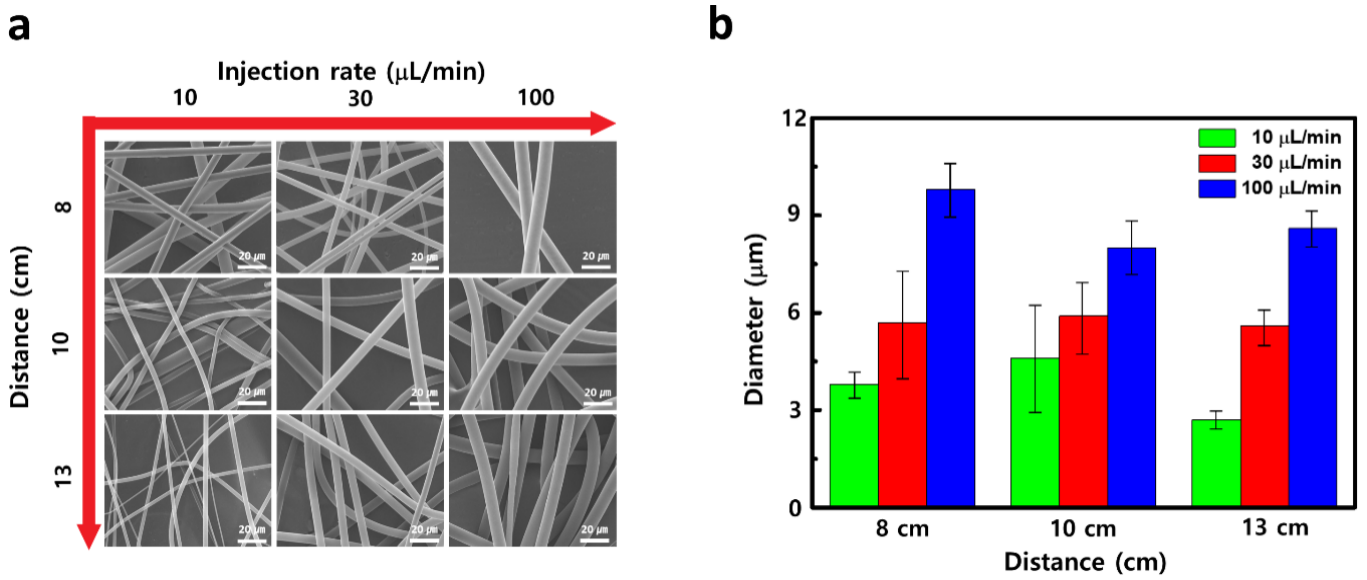 a
Injection rate (μL/min)
10 30 100
Distance (cm)
8
20 μm 20 μm 20 μm
10
20 μm 20 μm 20 μm
13
20 μm 20 μm 20 μm
b
Diameter (μm)
12
9
6
3
0
10 μL/min
30 μL/min
100 μL/min
8 cm 10 cm 13 cm
Distance (cm)